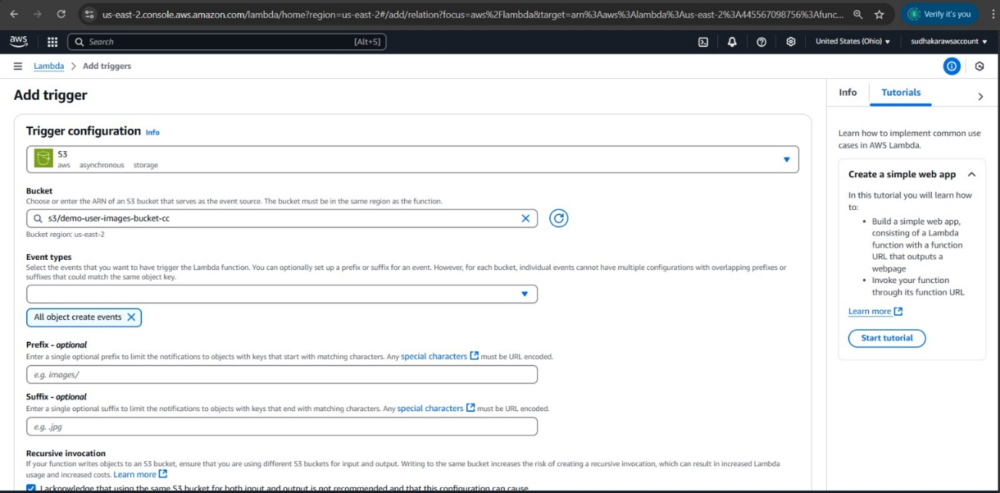 us-east-2.console.aws.amazon.com/lambda/home?region=us-east-2#/add/relation?focus=aws%2Flambda&target=arn%3Aaws%3Alambda%3Aus-east-2%3A445567098756%3Afunc...
Verify it's you
aws
Search
[Alt+S]
United States (Ohio)
sudhakarawsaccount
Lambda > Add triggers
Add trigger
Trigger configuration Info
S3
aws asynchronous storage
Bucket
Choose or enter the ARN of an S3 bucket that serves as the event source. The bucket must be in the same region as the function.
s3/demo-user-images-bucket-cc
Bucket region: us-east-2
Event types
Select the events that you want to have trigger the Lambda function. You can optionally set up a prefix or suffix for an event. However, for each bucket, individual events cannot have multiple configurations with overlapping prefixes or
suffixes that could match the same object key.
All object create events
Prefix - optional
Enter a single optional prefix to limit the notifications to objects with keys that start with matching characters. Any special characters must be URL encoded.
e.g. images/
Suffix - optional
Enter a single optional suffix to limit the notifications to objects with keys that end with matching characters. Any special characters must be URL encoded.
e.g. .jpg
Recursive invocation
If your function writes objects to an S3 bucket, ensure that you are using different S3 buckets for input and output. Writing to the same bucket increases the risk of creating a recursive invocation, which can result in increased Lambda
usage and increased costs. Learn more
I acknowledge that using the same S3 bucket for both input and output is not recommended and that this configuration can cause
Info
Tutorials
Learn how to implement common use
cases in AWS Lambda.
Create a simple web app
In this tutorial you will learn how
to:
• Build a simple web app,
consisting of a Lambda
function with a function
URL that outputs a
webpage
• Invoke your function
through its function URL
Learn more
Start tutorial